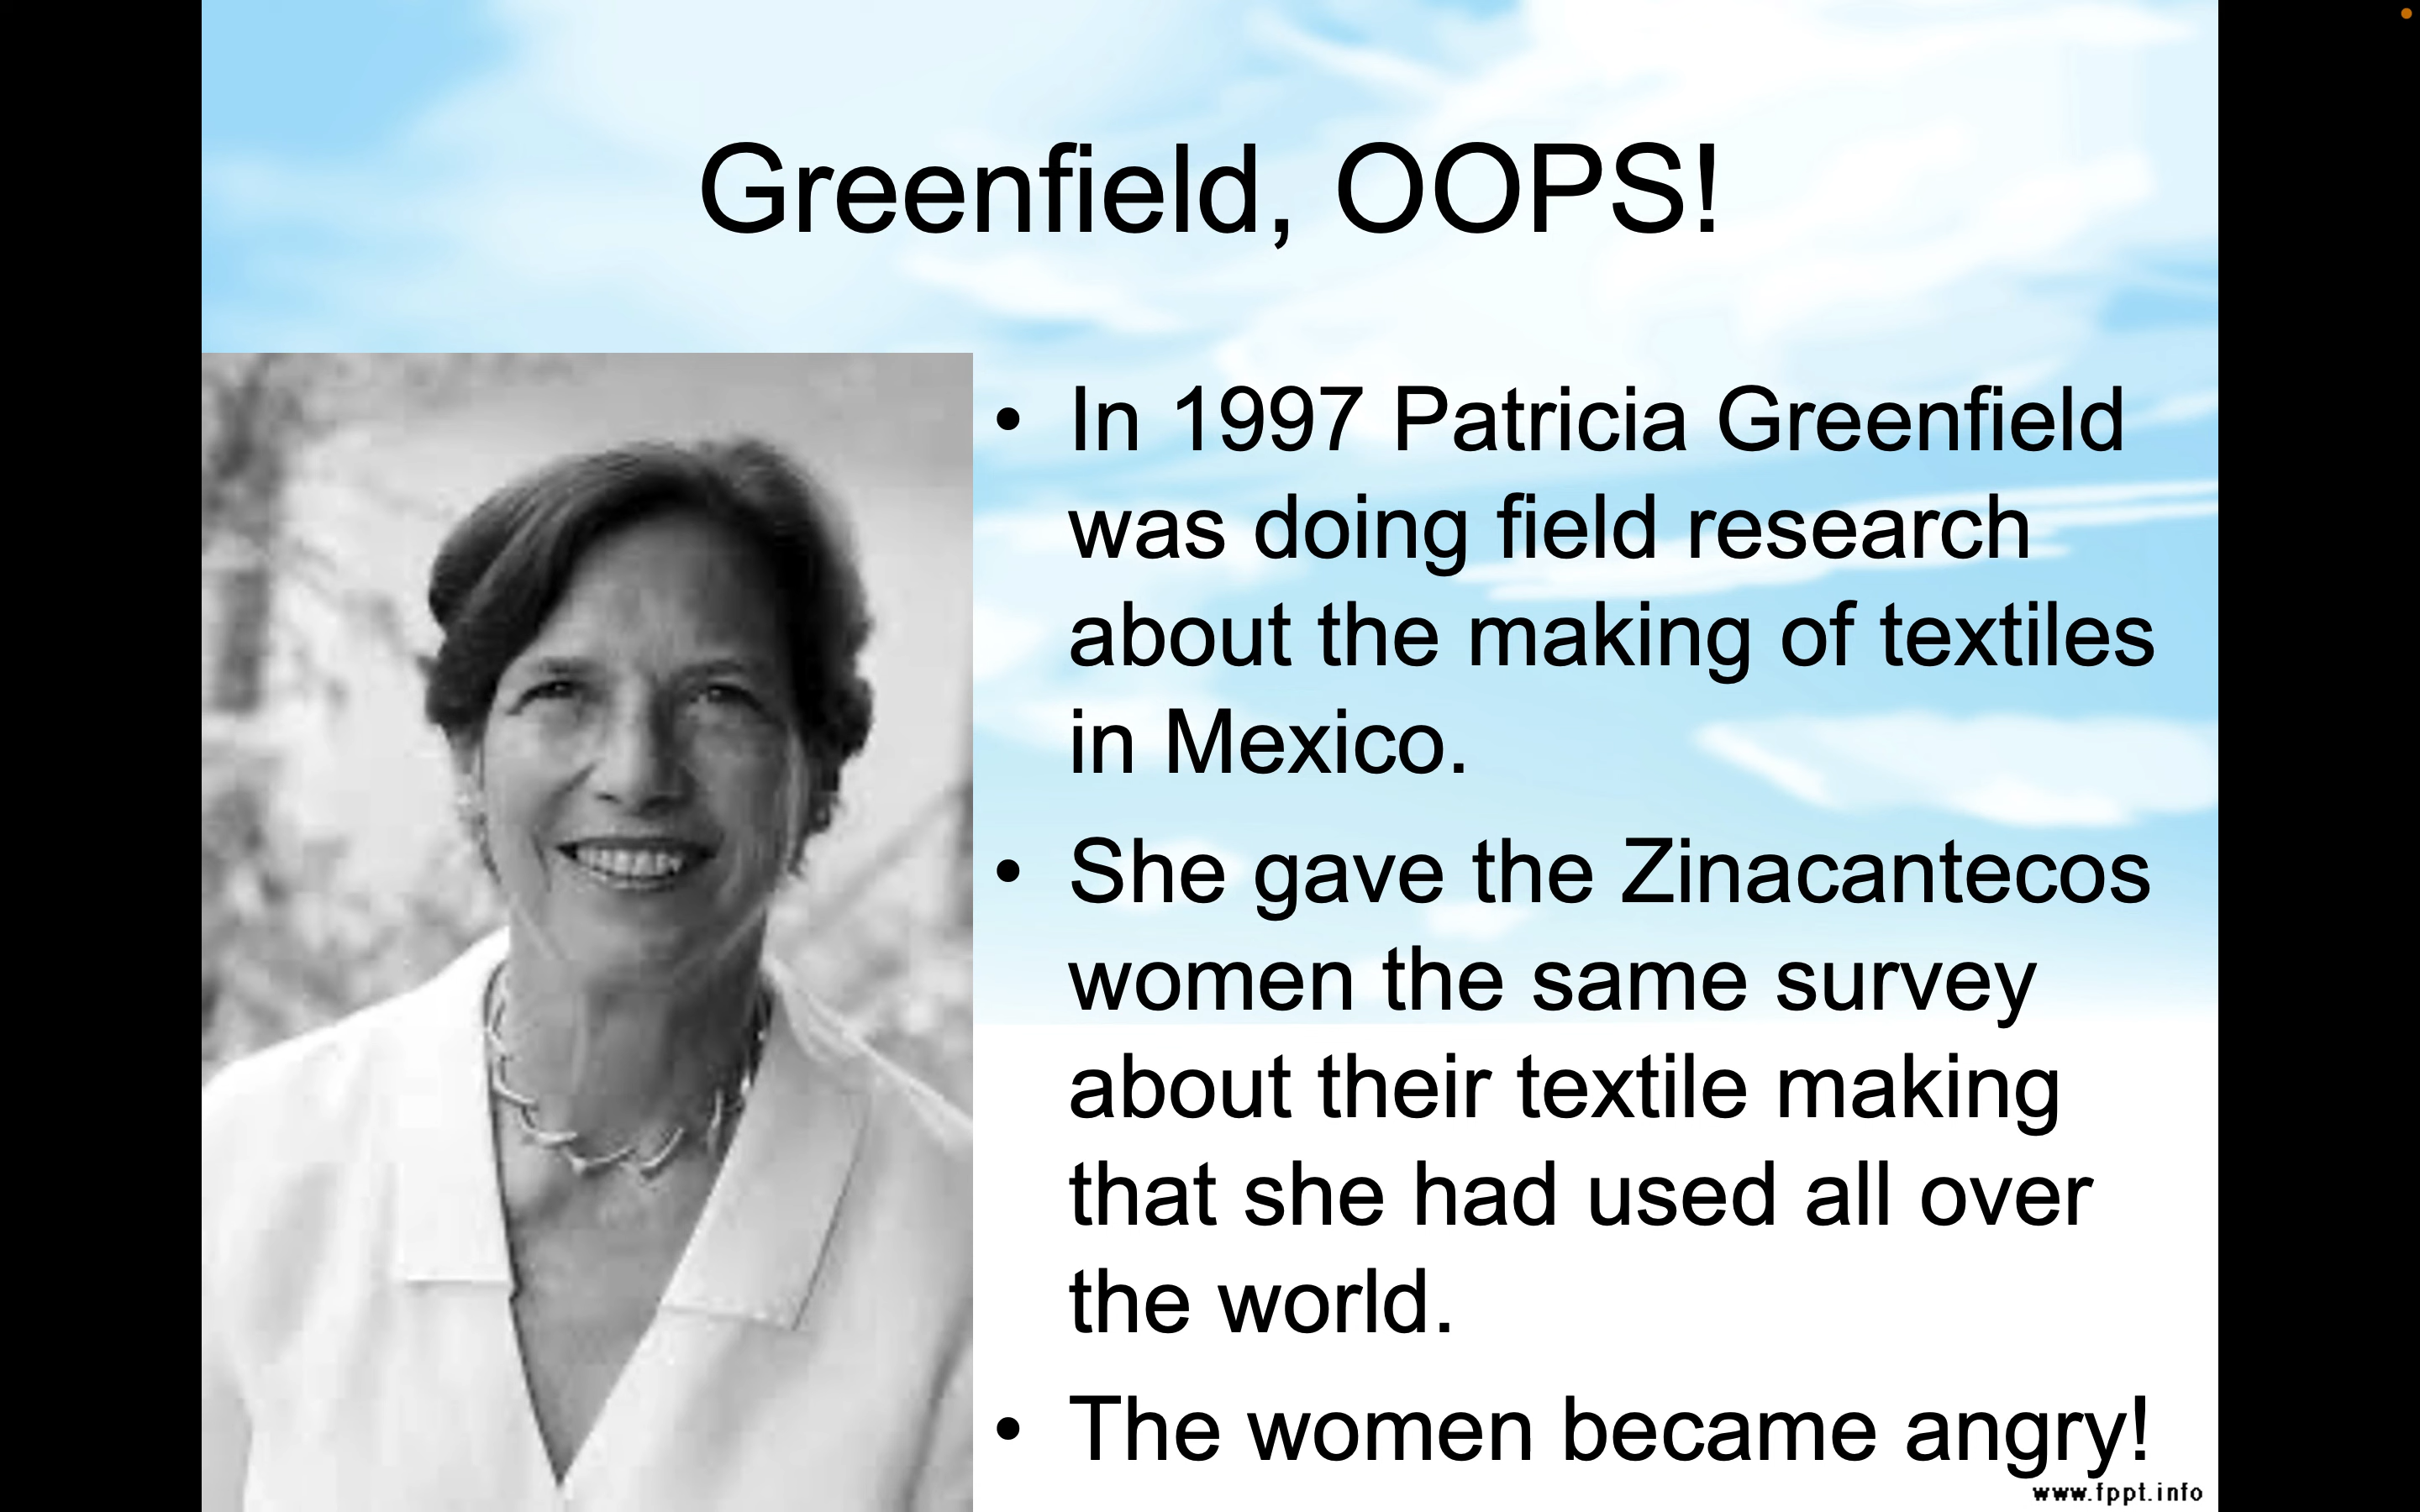 Greenfield, OOPS!
• In 1997 Patricia Greenfield
was doing field research
about the making of textiles
in Mexico.
• She gave the Zinacantecos
women the same survey
about their textile making
that she had used all over
the world.
• The women became angry!
www.fppt.info